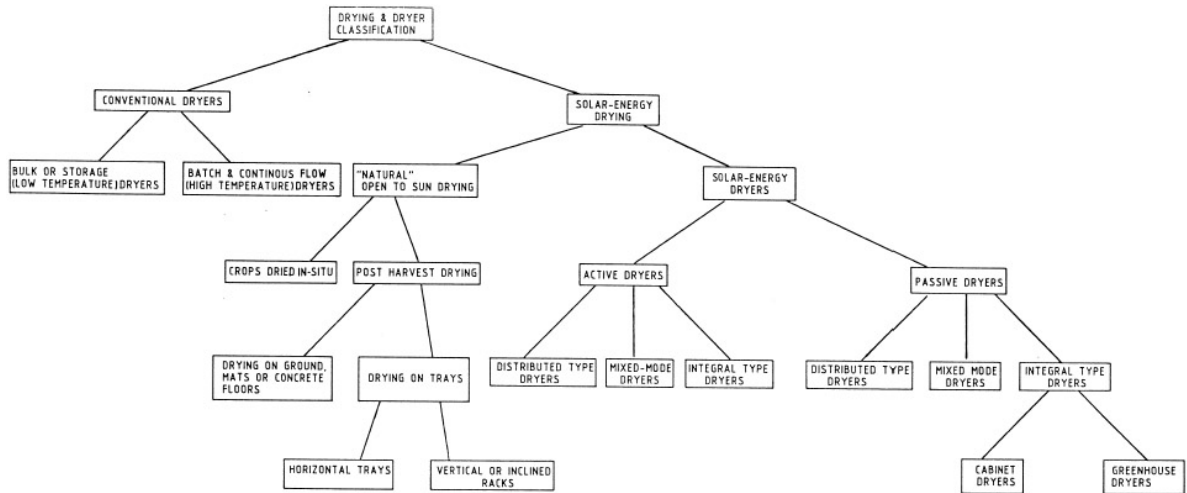 DRYING & DRYER
CLASSIFICATION
CONVENTIONAL DRYERS
SOLAR-ENERGY
DRYING
BULK OR STORAGE
(LOW TEMPERATURE)DRYERS
BATCH & CONTINOUS FLOW
(HIGH TEMPERATURE)DRYERS
"NATURAL"
OPEN TO SUN DRYING
SOLAR-ENERGY
DRYERS
CROPS DRIED IN-SITU
POST HARVEST DRYING
ACTIVE DRYERS
PASSIVE DRYERS
DRYING ON GROUND,
MATS OR CONCRETE
FLOORS
DRYING ON TRAYS
DISTRIBUTED TYPE
DRYERS
MIXED-MODE
DRYERS
INTEGRAL TYPE
DRYERS
DISTRIBUTED TYPE
DRYERS
MIXED MODE
DRYERS
INTEGRAL TYPE
DRYERS
HORIZONTAL TRAYS
VERTICAL OR INCLINED
RACKS
CABINET
DRYERS
GREENHOUSE
DRYERS